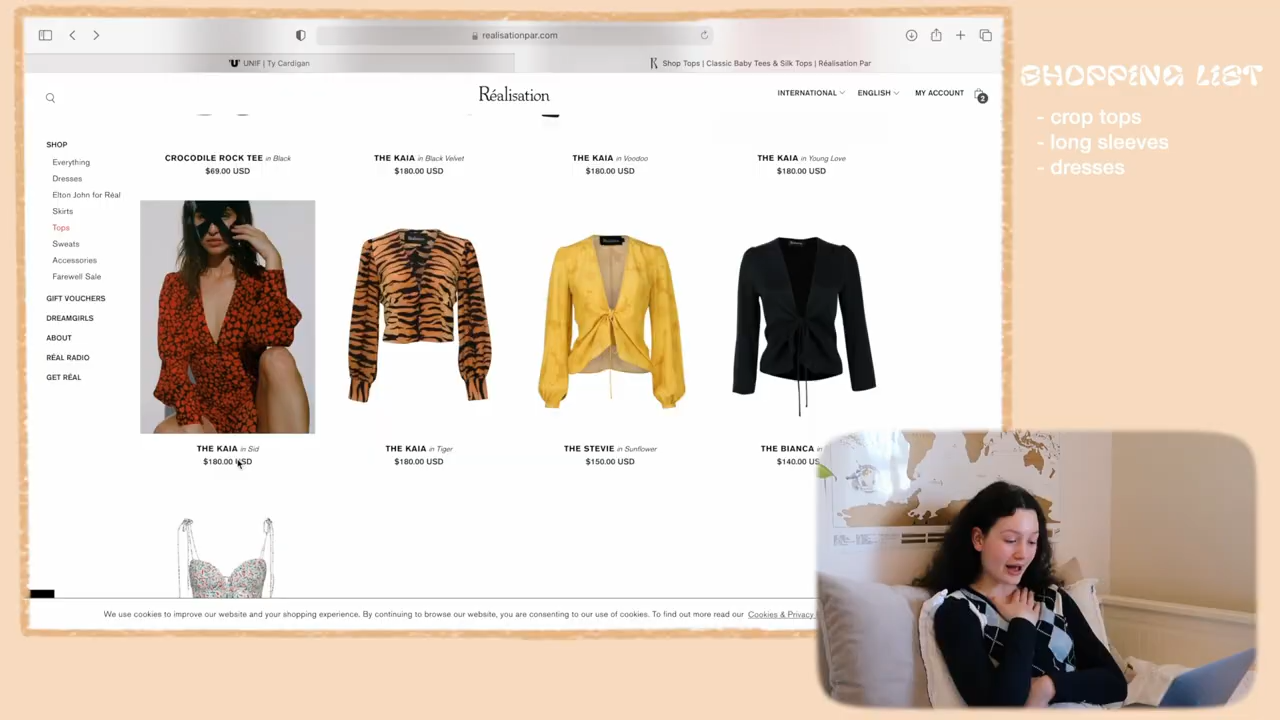 realisationpar.com
UNIF | Ty Cardigan
Shop Tops | Classic Baby Tees & Silk Tops | Réalisation Par
Réalisation
INTERNATIONAL
ENGLISH
MY ACCOUNT
2
SHOP
Everything
Dresses
Elton John for Réal
Skirts
Tops
Sweats
Accessories
Farewell Sale
GIFT VOUCHERS
DREAMGIRLS
ABOUT
RÉAL RADIO
GET RÉAL
CROCODILE ROCK TEE in Black
$69.00 USD
THE KAIA in Black Velvet
$180.00 USD
THE KAIA in Voodoo
$180.00 USD
THE KAIA in Young Love
$180.00 USD
THE KAIA in Sid
$180.00 USD
THE KAIA in Tiger
$180.00 USD
THE STEVIE in Sunflower
$150.00 USD
THE BIANCA in
$140.00 USD
We use cookies to improve our website and your shopping experience. By continuing to browse our website, you are consenting to our use of cookies. To find out more read our Cookies & Privacy
SHOPPING LIST
- crop tops
- long sleeves
- dresses